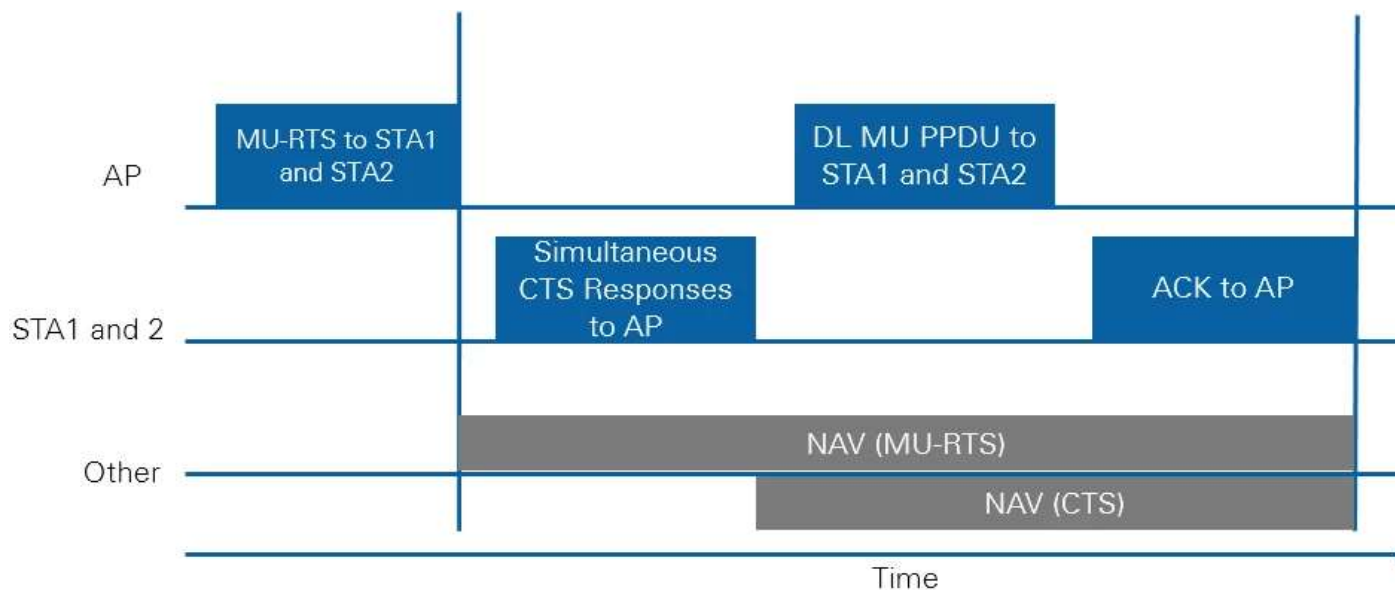 MU-RTS to STA1
and STA2
DL MU PPDU to
STA1 and STA2
AP
Simultaneous
CTS Responses
to AP
ACK to AP
STA1 and 2
NAV (MU-RTS)
Other
NAV (CTS)
Time